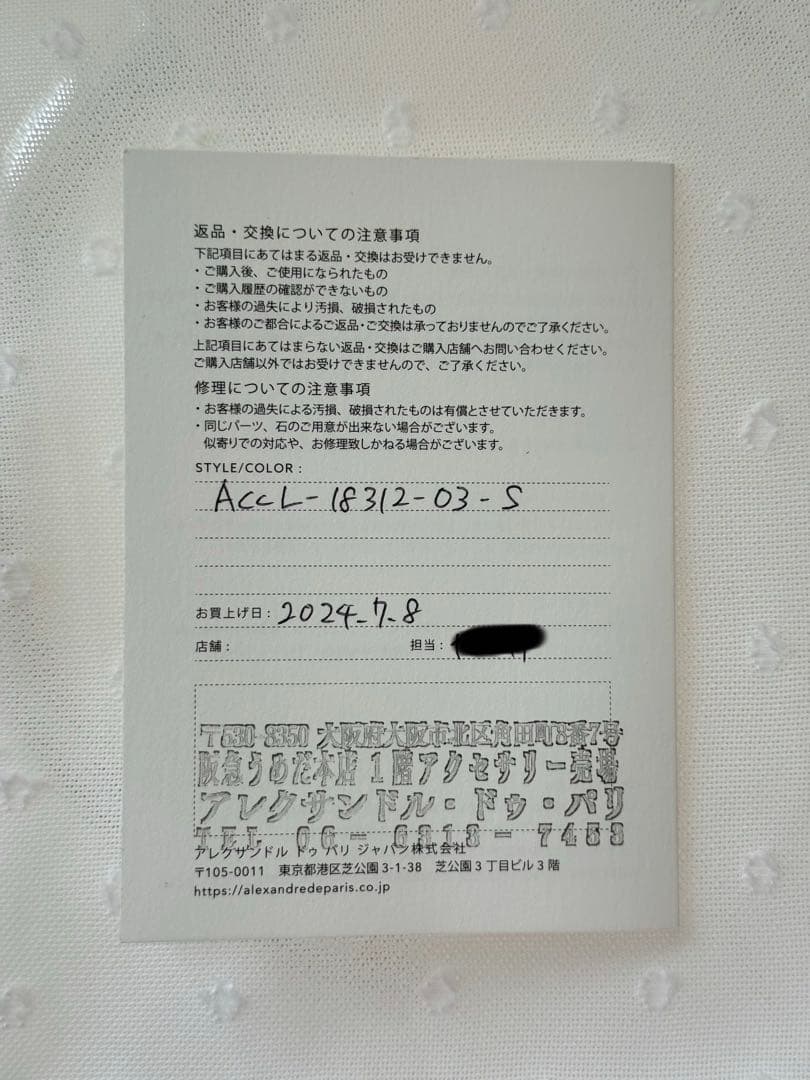 返品・交換についての注意事項
下記項目にあてはまる返品・交換はお受けできません。
・ご購入後、ご使用になられたもの
・ご購入履歴の確認ができないもの
・お客様の過失により汚損、破損されたもの
・お客様のご都合によるご返品・ご交換は承っておりませんのでご了承ください。
上記項目にあてはまらない返品・交換はご購入店舗へお問い合わせください。
ご購入店舗以外ではお受けできませんので、ご了承ください。
修理についての注意事項
・お客様の過失による汚損、破損されたものは有償とさせていただきます。
・同じパーツ、石のご用意が出来ない場合がございます。
似寄りでの対応や、お修理致しかねる場合がございます。
STYLE/COLOR：
ACCL-18312-03-S
お買上げ日：2024-7-8
店舗： 担当：
〒530-8350 大阪府大阪市北区角田町8番7号
阪急うめだ本店 1階アクセサリー売場
アレクサンドル・ドゥ・パリ
TEL 06-6313-7453
アレクサンドル ドゥ パリ ジャパン株式会社
〒105-0011 東京都港区芝公園3-1-38 芝公園3丁目ビル3階
https://alexandredeparis.co.jp